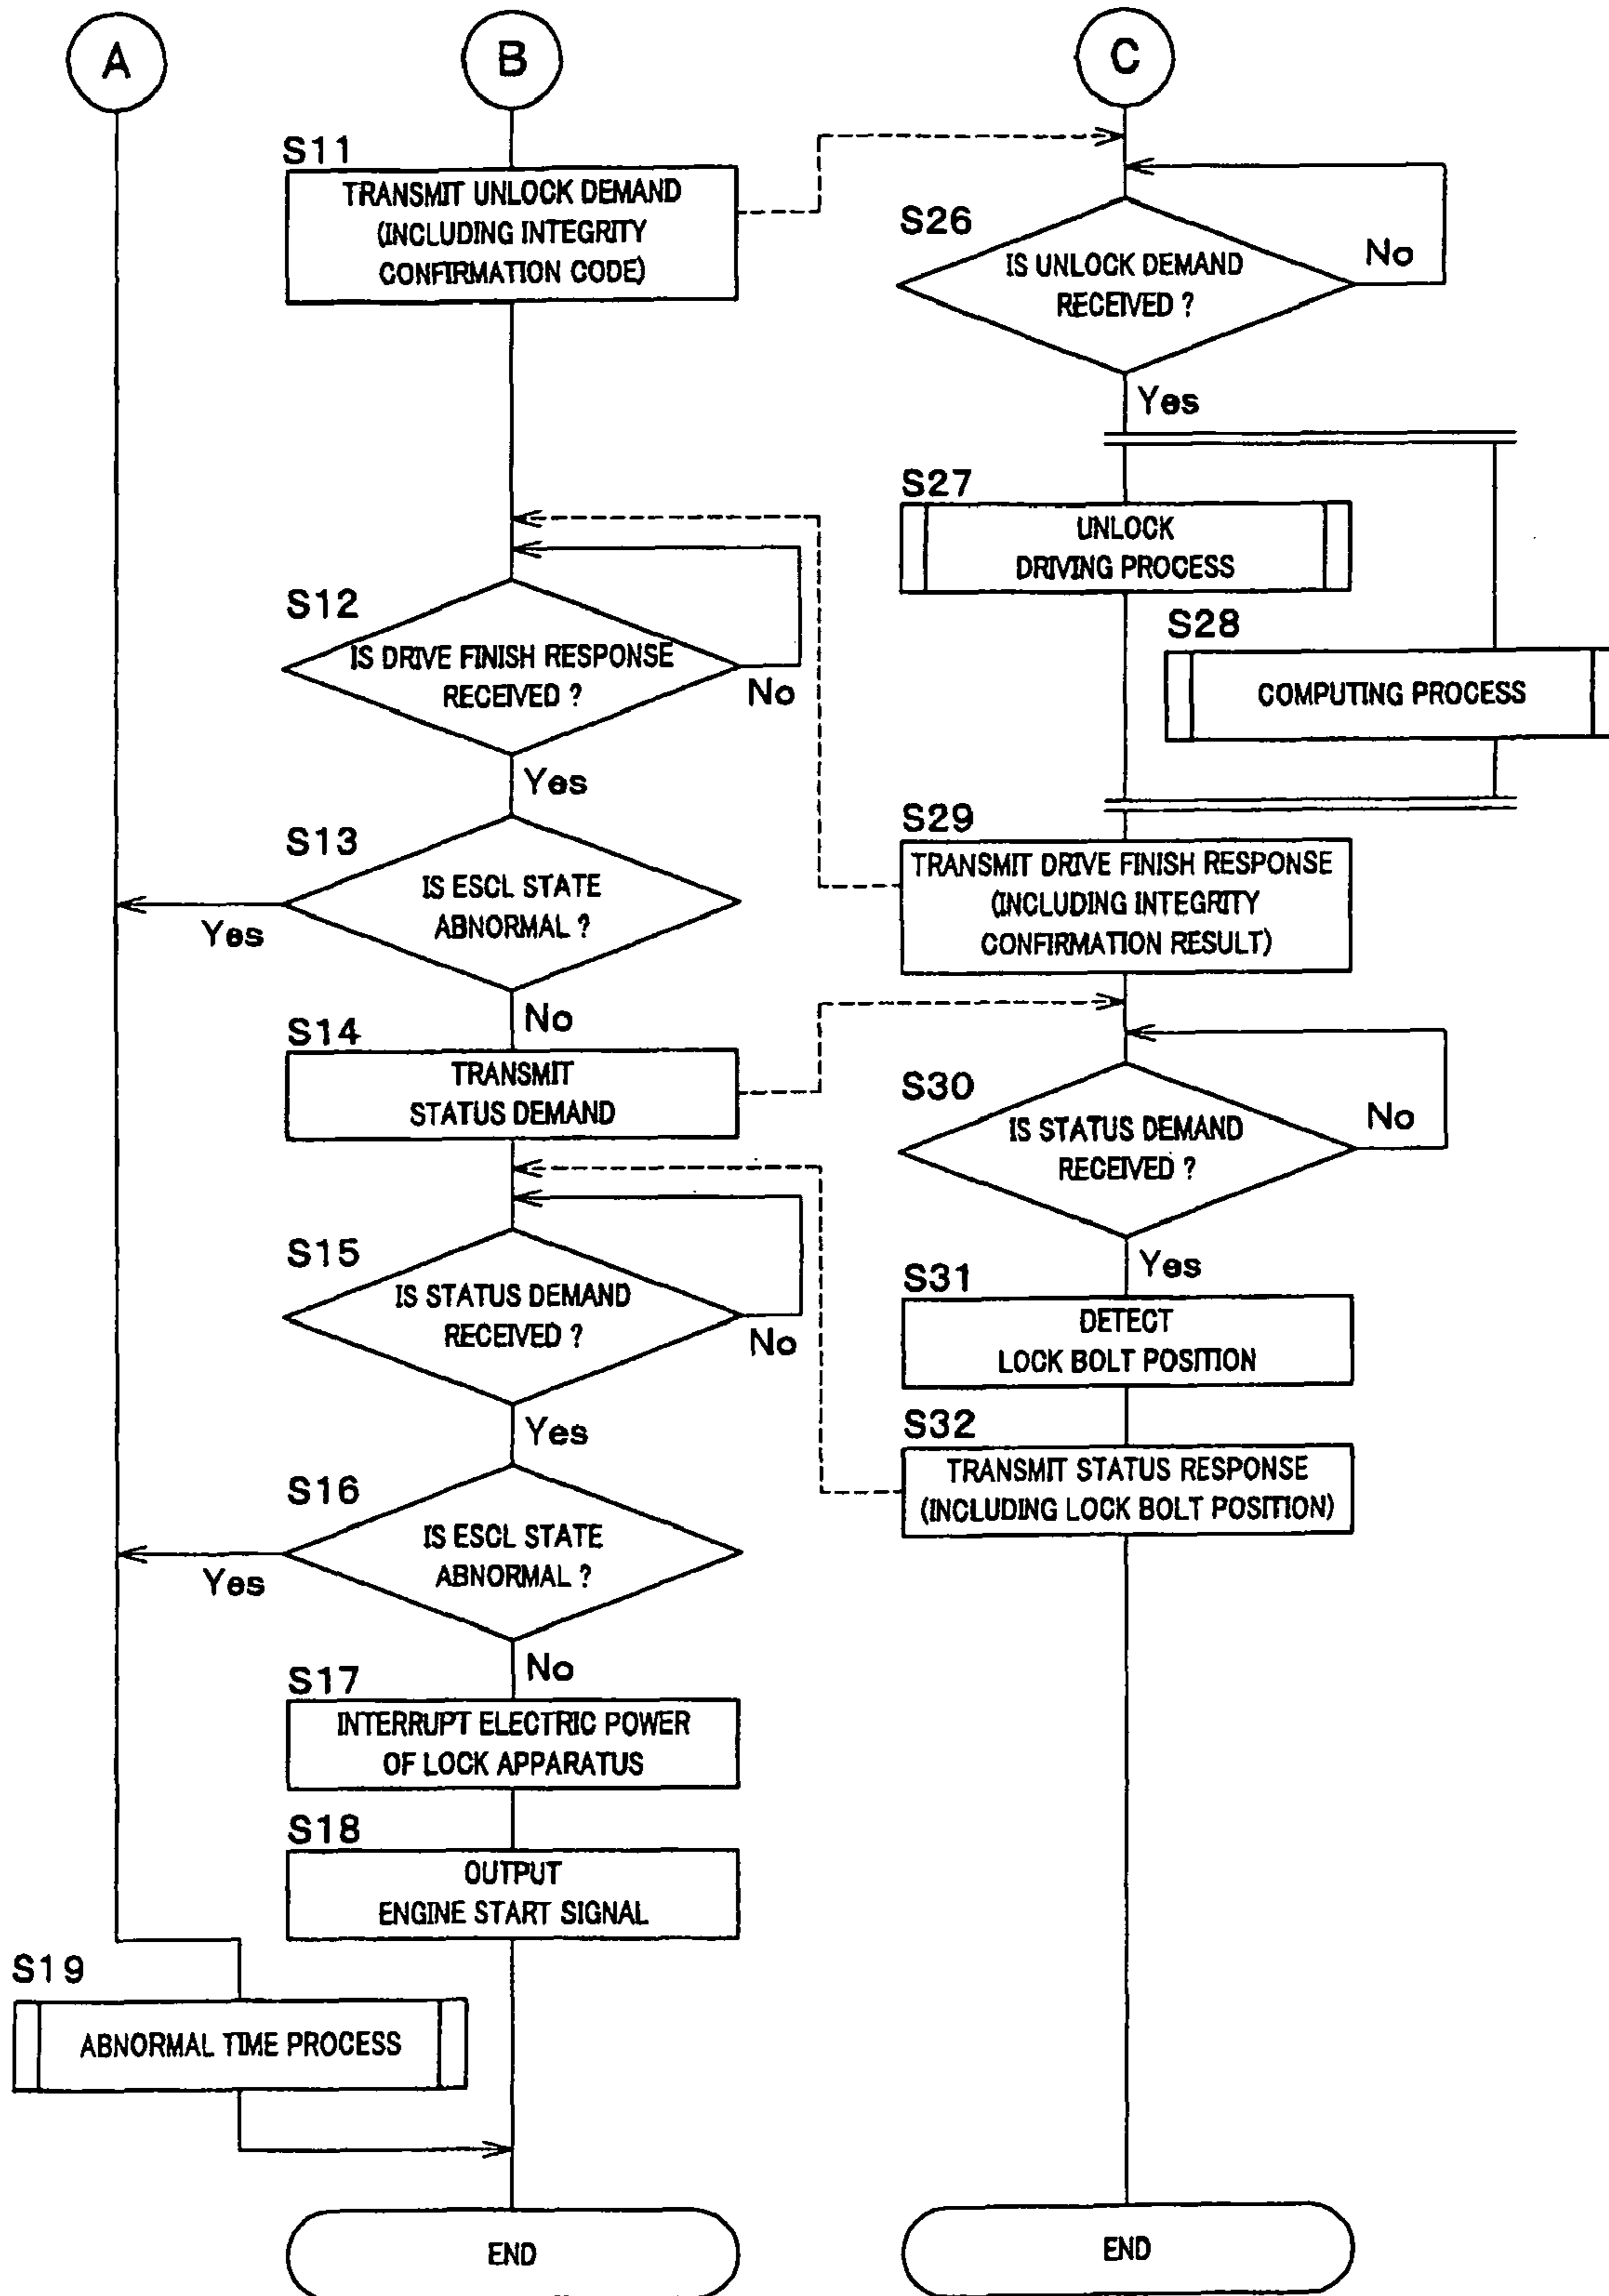 A
B
C
S11
TRANSMIT UNLOCK DEMAND
(INCLUDING INTEGRITY
CONFIRMATION CODE)
S26
IS UNLOCK DEMAND
RECEIVED ?
No
Yes
S27
UNLOCK
DRIVING PROCESS
S28
COMPUTING PROCESS
S12
IS DRIVE FINISH RESPONSE
RECEIVED ?
No
Yes
S29
TRANSMIT DRIVE FINISH RESPONSE
(INCLUDING INTEGRITY
CONFIRMATION RESULT)
S13
IS ESCL STATE
ABNORMAL ?
Yes
No
S14
TRANSMIT
STATUS DEMAND
S30
IS STATUS DEMAND
RECEIVED ?
No
Yes
S15
IS STATUS DEMAND
RECEIVED ?
No
Yes
S31
DETECT
LOCK BOLT POSITION
S32
TRANSMIT STATUS RESPONSE
(INCLUDING LOCK BOLT POSITION)
S16
IS ESCL STATE
ABNORMAL ?
Yes
No
S17
INTERRUPT ELECTRIC POWER
OF LOCK APPARATUS
S18
OUTPUT
ENGINE START SIGNAL
S19
ABNORMAL TIME PROCESS
END
END